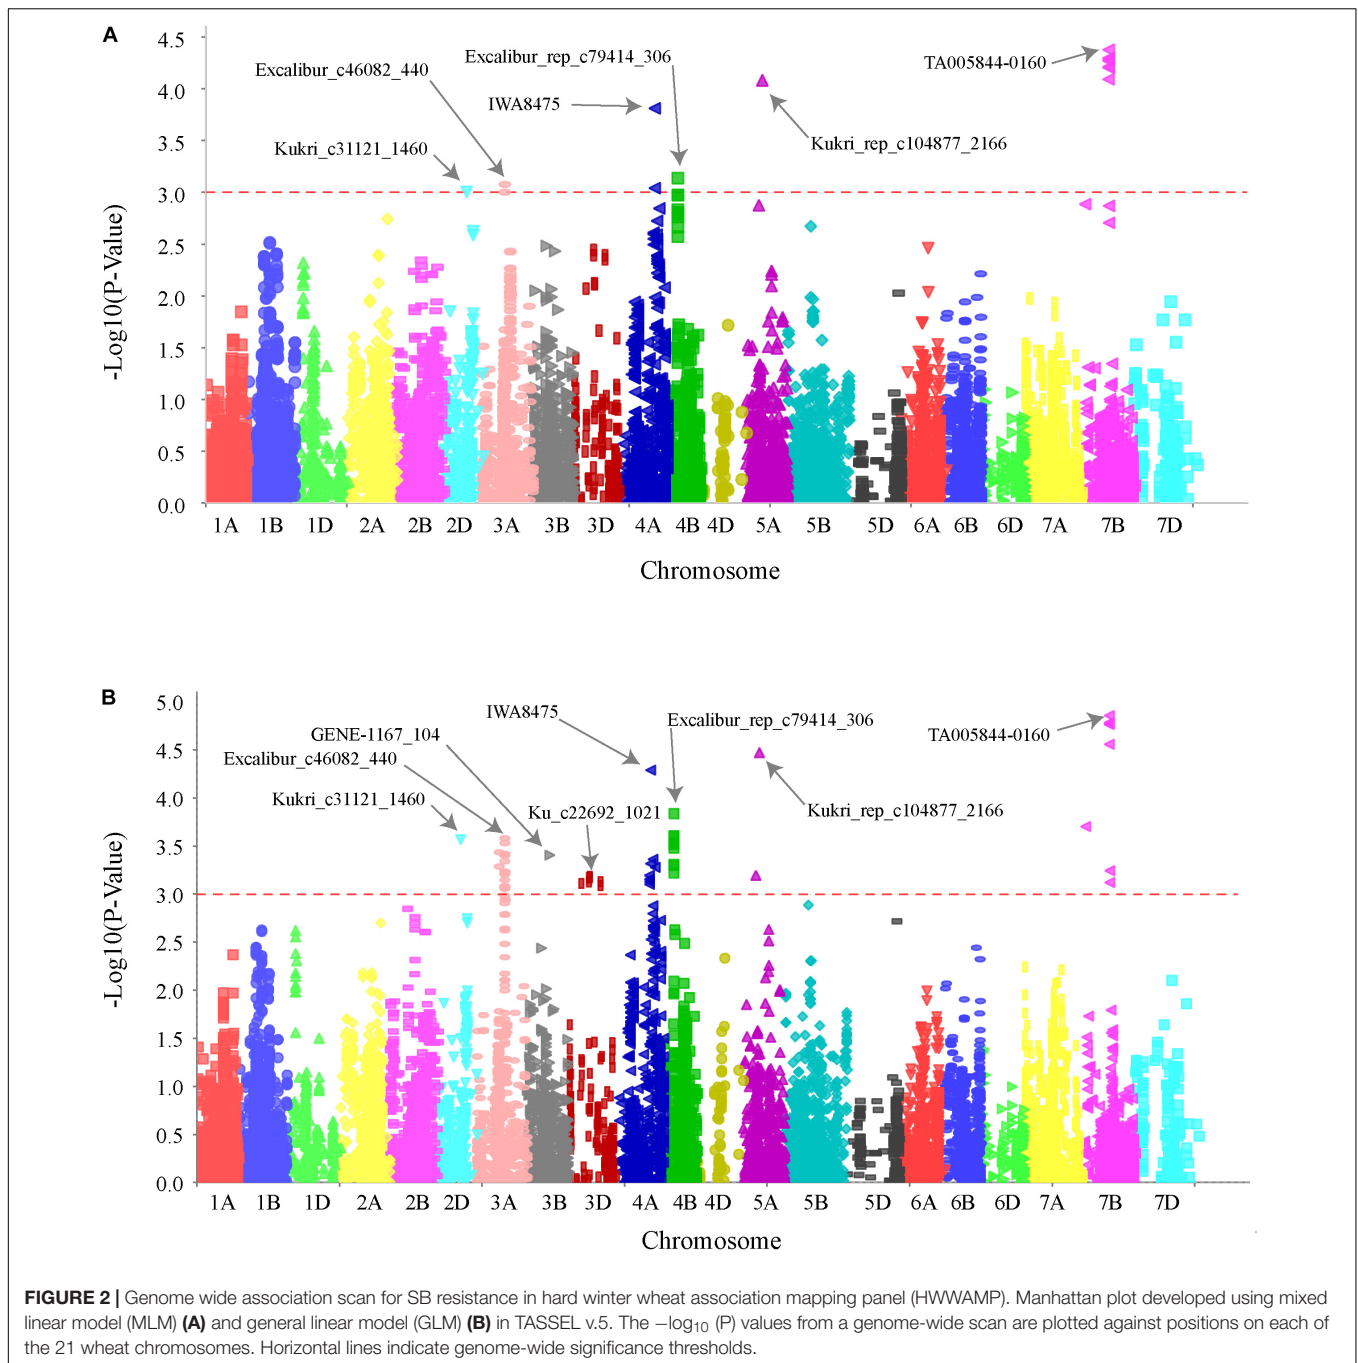 A
-Log10(P-Value)
4.5
4.0
3.5
3.0
2.5
2.0
1.5
1.0
0.5
0.0
Excalibur_rep_c79414_306
Excalibur_c46082_440
TA005844-0160
IWA8475
Kukri_c31121_1460
Kukri_rep_c104877_2166
1A 1B 1D 2A 2B 2D 3A 3B 3D 4A 4B 4D 5A 5B 5D 6A 6B 6D 7A 7B 7D
Chromosome
B
-Log10(P-Value)
5.0
4.5
4.0
3.5
3.0
2.5
2.0
1.5
1.0
0.5
0.0
IWA8475
Excalibur_rep_c79414_306
GENE-1167_104
TA005844-0160
Excalibur_c46082_440
Kukri_c31121_1460
Ku_c22692_1021
Kukri_rep_c104877_2166
1A 1B 1D 2A 2B 2D 3A 3B 3D 4A 4B 4D 5A 5B 5D 6A 6B 6D 7A 7B 7D
Chromosome
FIGURE 2 | Genome wide association scan for SB resistance in hard winter wheat association mapping panel (HWWAMP). Manhattan plot developed using mixed
linear model (MLM) (A) and general linear model (GLM) (B) in TASSEL v.5. The −log10 (P) values from a genome-wide scan are plotted against positions on each of
the 21 wheat chromosomes. Horizontal lines indicate genome-wide significance thresholds.